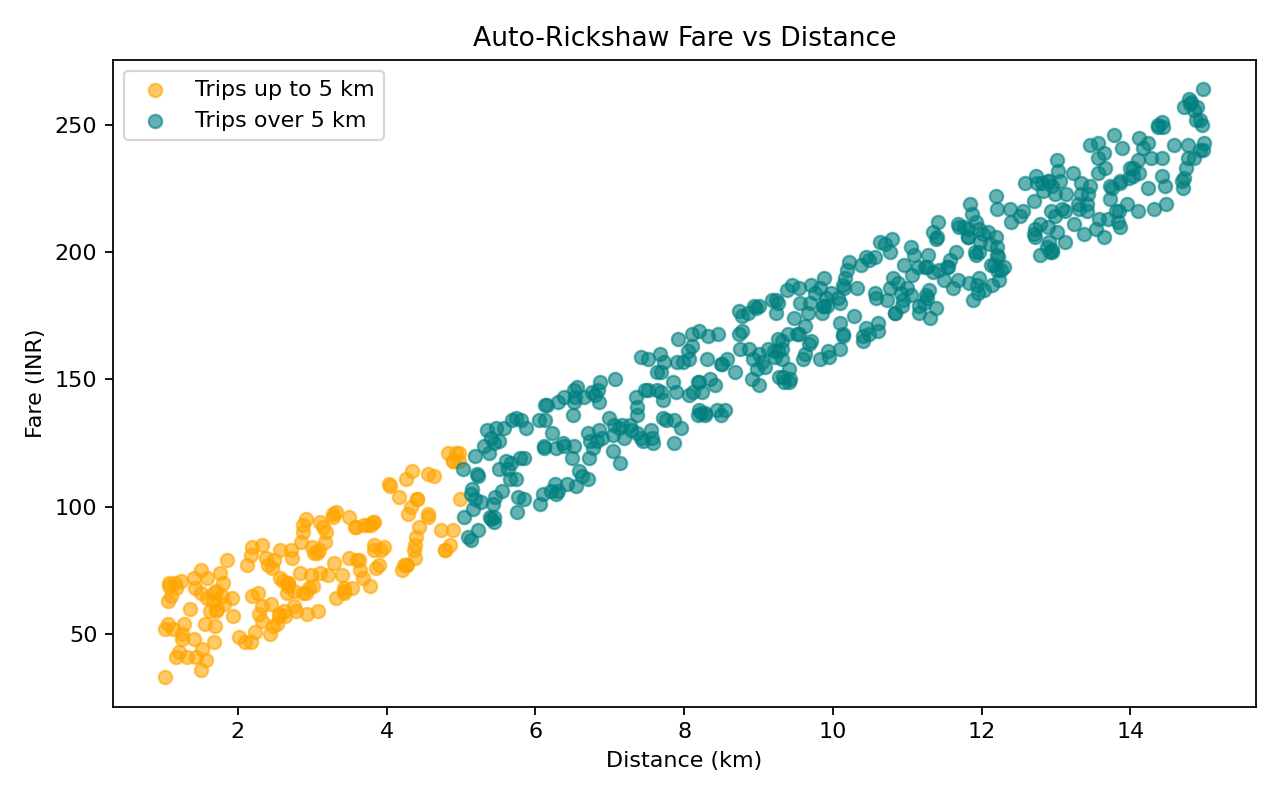 Auto-Rickshaw Fare vs Distance
Trips up to 5 km
Trips over 5 km
250
200
150
100
50
Fare (INR)
2 4 6 8 10 12 14
Distance (km)